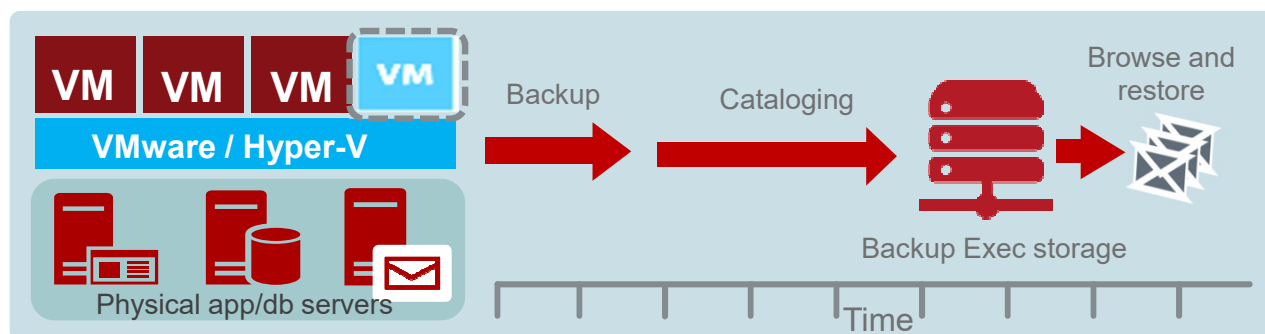 VM VM VM VM
VMware / Hyper-V
Physical app/db servers
Backup
Cataloging
Backup Exec storage
Browse and
restore
Time